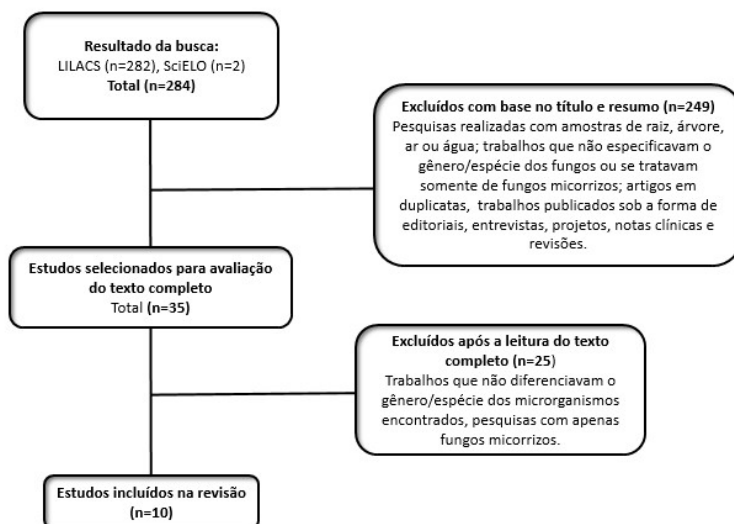 Resultado da busca:
LILACS (n=282), SciELO (n=2)
Total (n=284)
Excluídos com base no título e resumo (n=249)
Pesquisas realizadas com amostras de raiz, árvore,
ar ou água; trabalhos que não especificavam o
gênero/espécie dos fungos ou se tratavam
somente de fungos micorrizos; artigos em
duplicatas, trabalhos publicados sob a forma de
editoriais, entrevistas, projetos, notas clínicas e
revisões.
Estudos selecionados para avaliação
do texto completo
Total (n=35)
Excluídos após a leitura do texto
completo (n=25)
Trabalhos que não diferenciavam o
gênero/espécie dos microrganismos
encontrados, pesquisas com apenas
fungos micorrizos.
Estudos incluídos na revisão
(n=10)